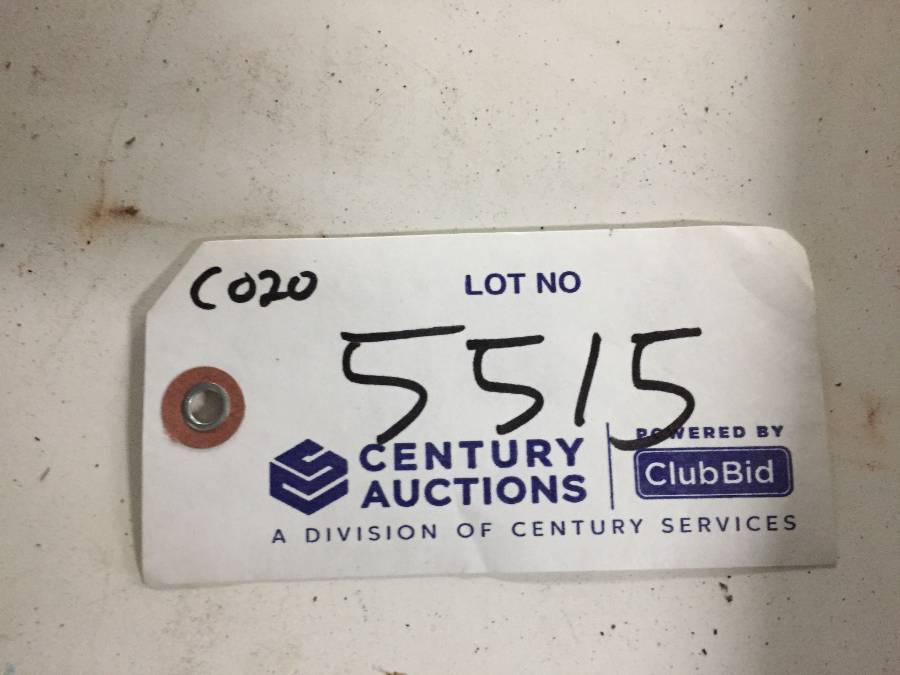 C020
LOT NO
5515
CENTURY
AUCTIONS
POWERED BY
ClubBid
A DIVISION OF CENTURY SERVICES